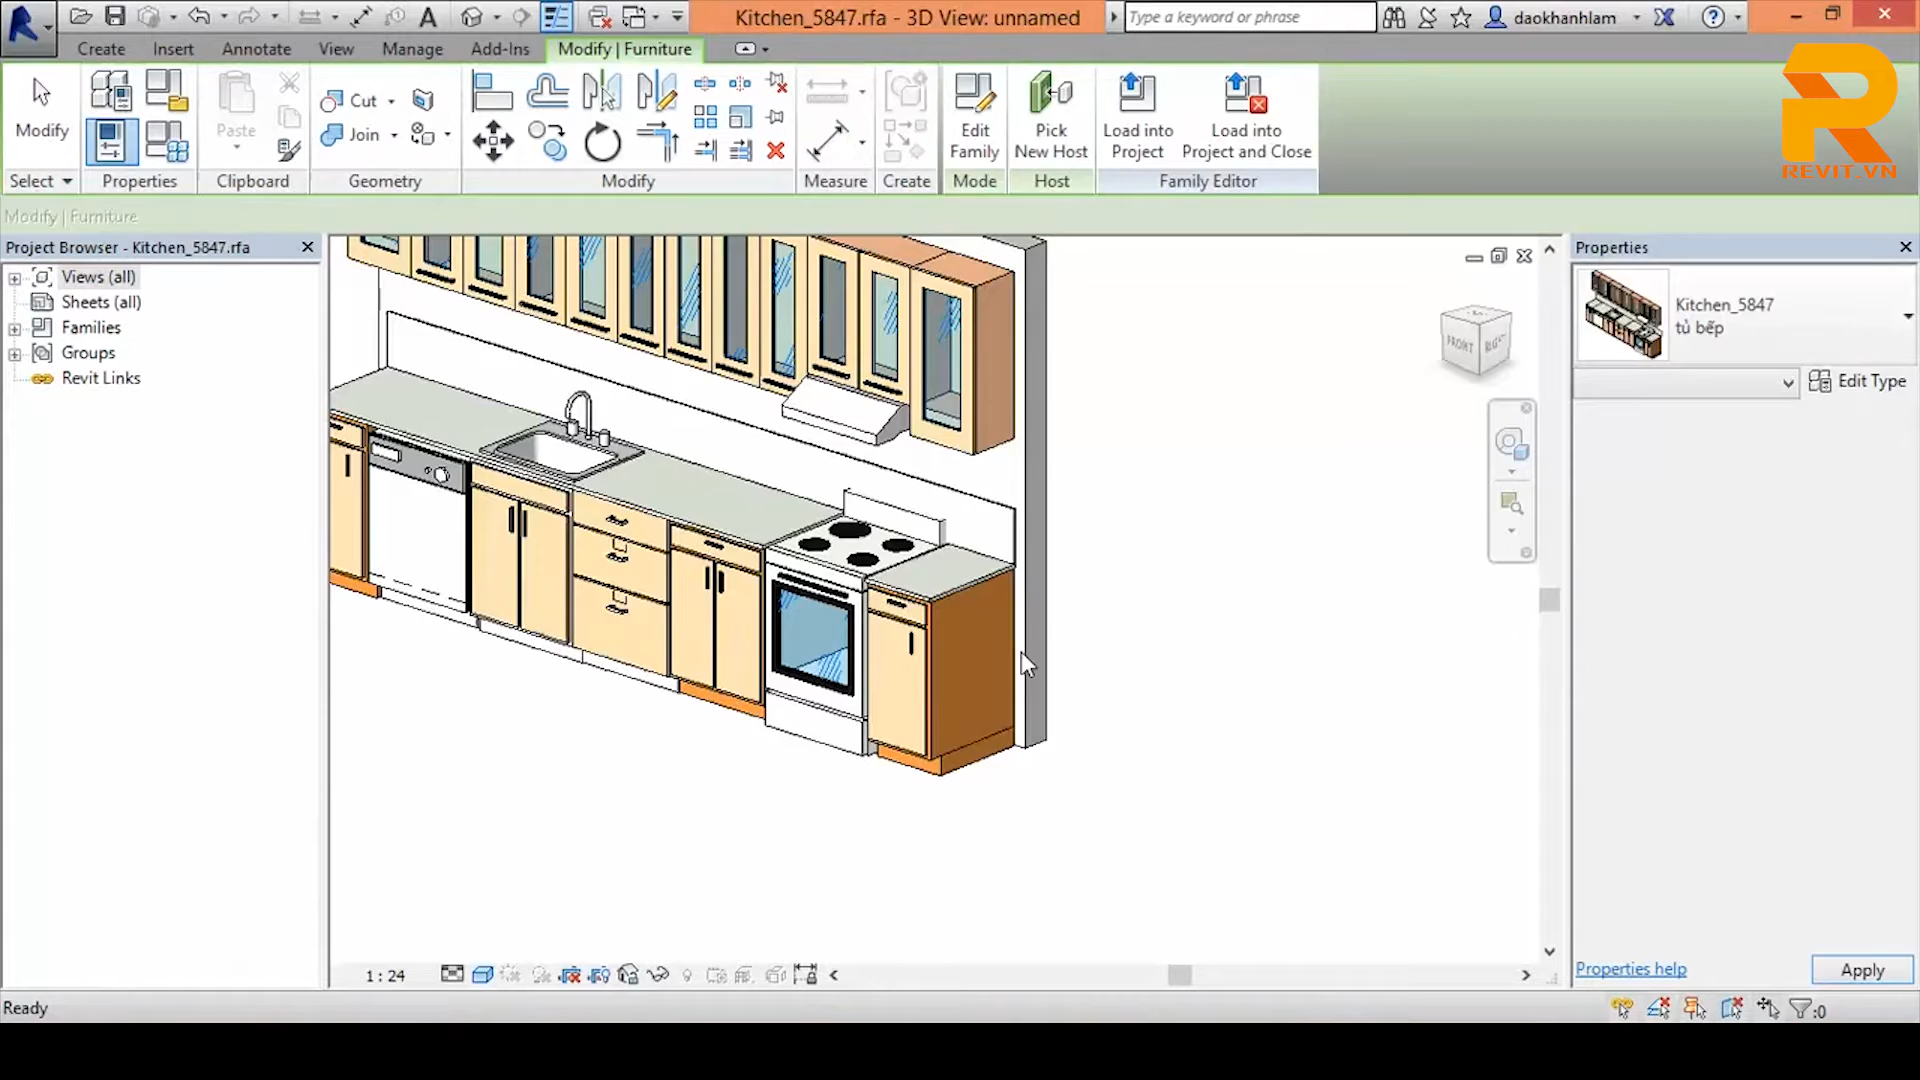 Kitchen_5847.rfa - 3D View: unnamed
Type a keyword or phrase
daokhanhlam
Create Insert Annotate View Manage Add-Ins Modify | Furniture
REVIT.VN
Modify
Paste
Cut
Join
Edit Family
Pick New Host
Load into Project
Load into Project and Close
Select Properties Clipboard Geometry Modify Measure Create Mode Host Family Editor
Modify | Furniture
Project Browser - Kitchen_5847.rfa
Views (all)
Sheets (all)
Families
Groups
Revit Links
FRONT
Properties
Kitchen_5847
tủ bếp
Edit Type
Properties help
Apply
1 : 24
Ready
:0